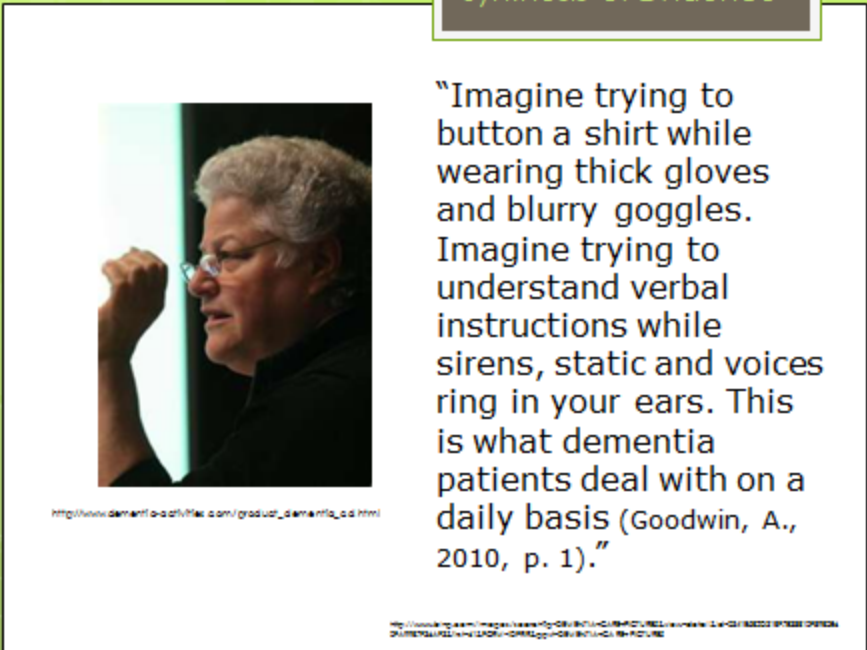 “Imagine trying to
button a shirt while
wearing thick gloves
and blurry goggles.
Imagine trying to
understand verbal
instructions while
sirens, static and voices
ring in your ears. This
is what dementia
patients deal with on a
daily basis (Goodwin, A.,
2010, p. 1).”